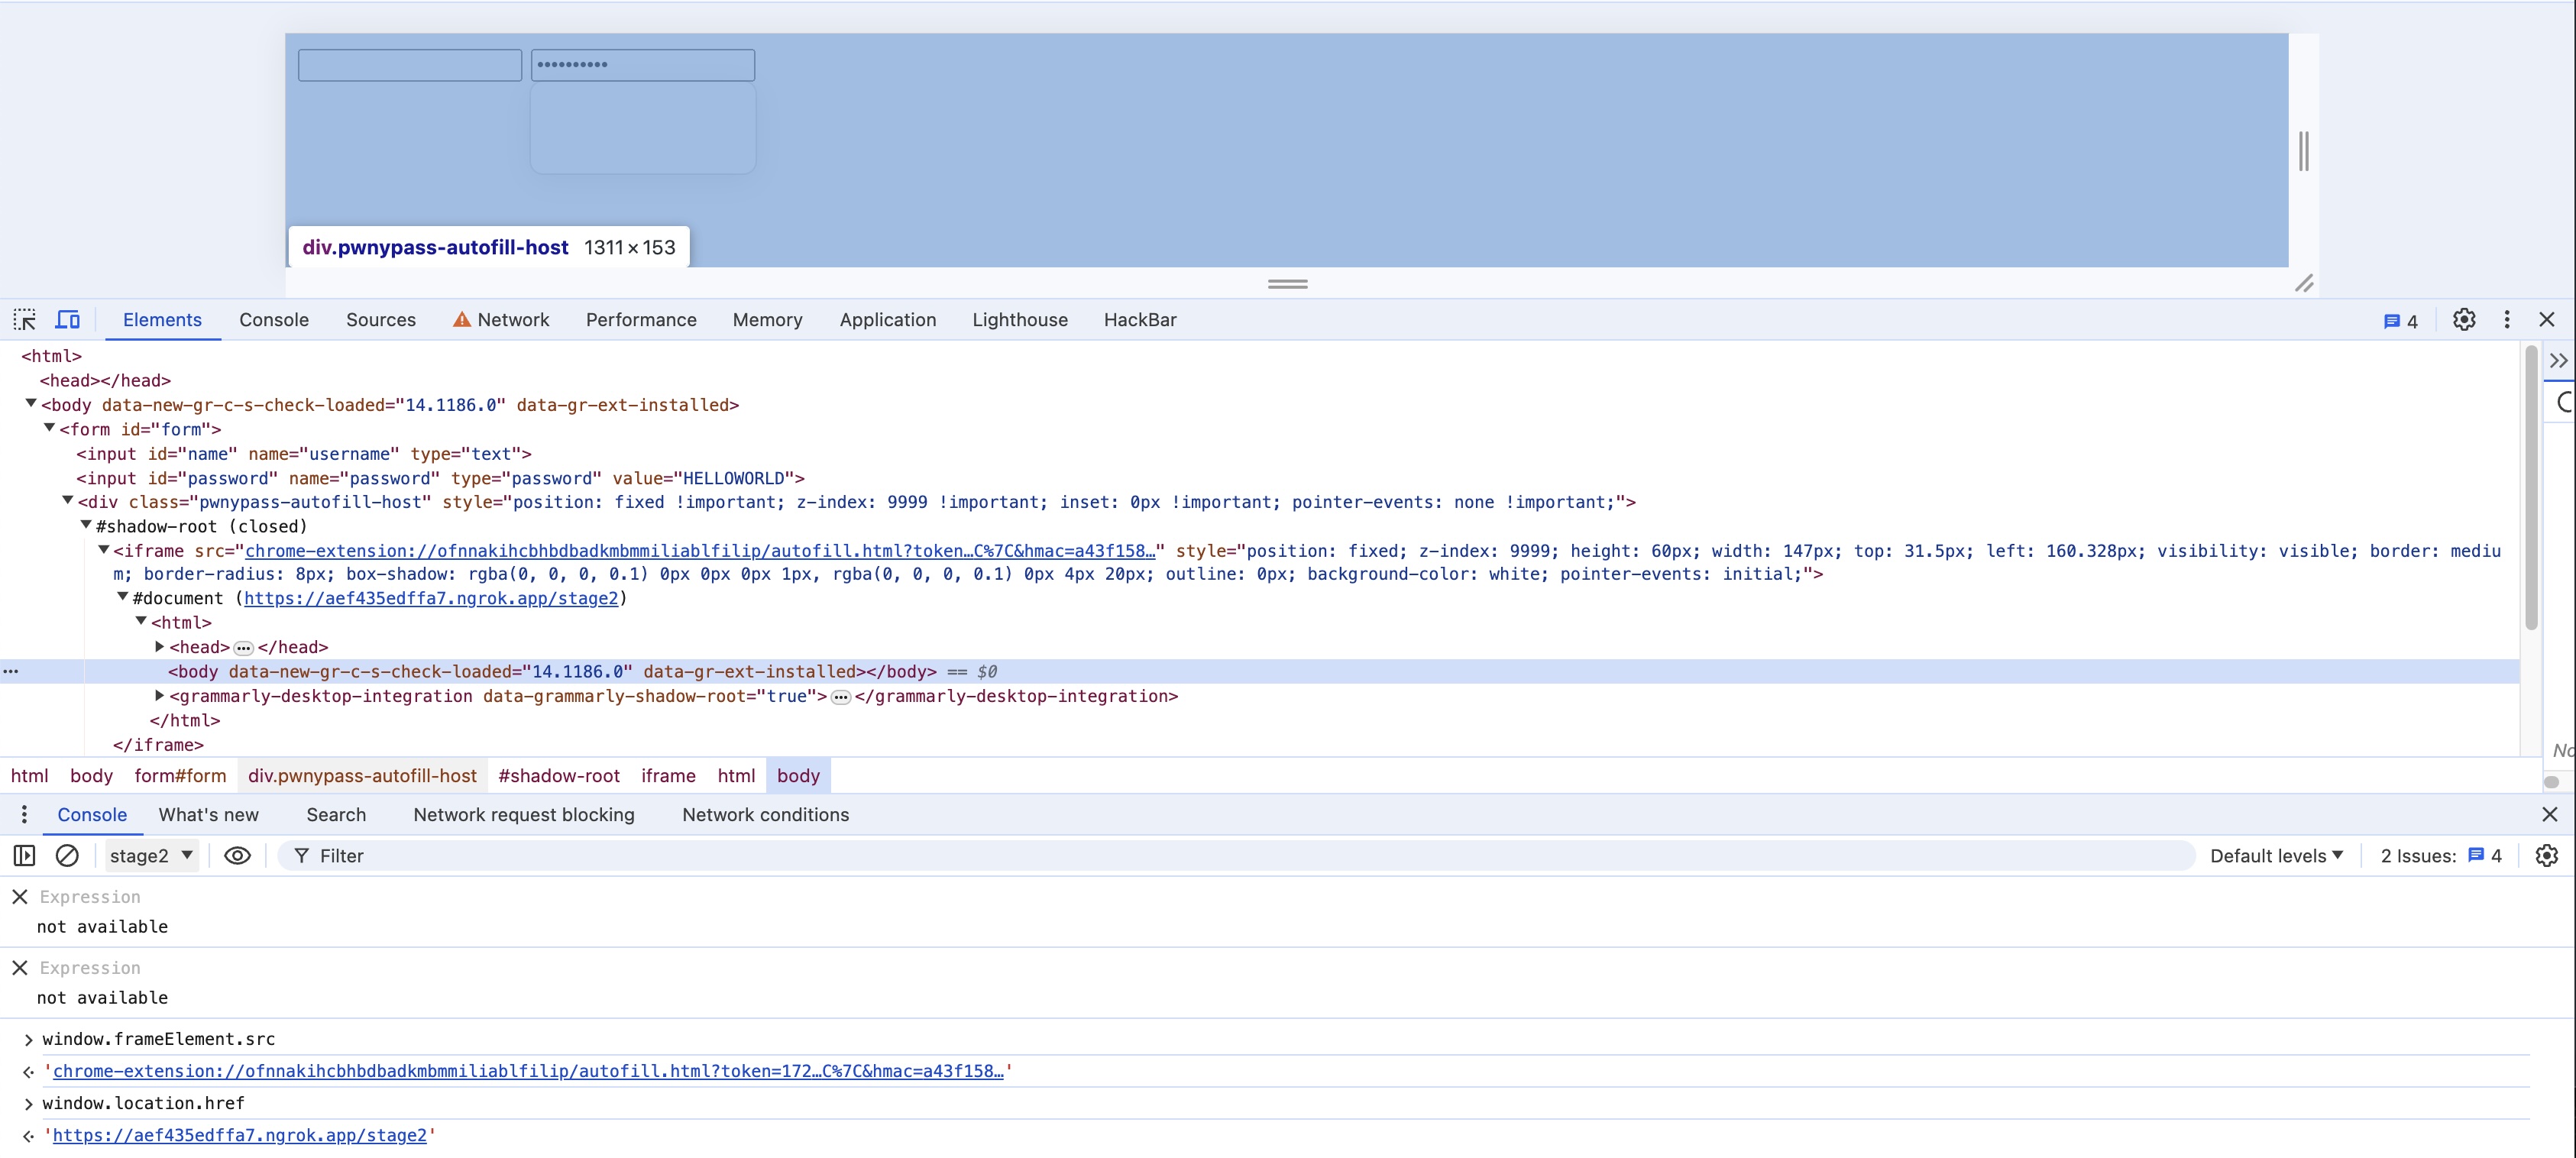 ••••••••••
div.pwnypass-autofill-host 1311×153
Elements Console Sources Network Performance Memory Application Lighthouse HackBar 4
<html>
<head></head>
<body data-new-gr-c-s-check-loaded="14.1186.0" data-gr-ext-installed>
<form id="form">
<input id="name" name="username" type="text">
<input id="password" name="password" type="password" value="HELLOWORLD">
<div class="pwnypass-autofill-host" style="position: fixed !important; z-index: 9999 !important; inset: 0px !important; pointer-events: none !important;">
#shadow-root (closed)
<iframe src="chrome-extension://ofnnakihcbhbdbadkmbmmiliablfilip/autofill.html?token…C%7C&hmac=a43f158…" style="position: fixed; z-index: 9999; height: 60px; width: 147px; top: 31.5px; left: 160.328px; visibility: visible; border: mediu
m; border-radius: 8px; box-shadow: rgba(0, 0, 0, 0.1) 0px 0px 0px 1px, rgba(0, 0, 0, 0.1) 0px 4px 20px; outline: 0px; background-color: white; pointer-events: initial;">
#document (https://aef435edffa7.ngrok.app/stage2)
<html>
<head> ••• </head>
••• <body data-new-gr-c-s-check-loaded="14.1186.0" data-gr-ext-installed></body> == $0
<grammarly-desktop-integration data-grammarly-shadow-root="true"> ••• </grammarly-desktop-integration>
</html>
</iframe>
html body form#form div.pwnypass-autofill-host #shadow-root iframe html body
Console What's new Search Network request blocking Network conditions
stage2 Filter Default levels 2 Issues: 4
Expression
not available
Expression
not available
window.frameElement.src
'chrome-extension://ofnnakihcbhbdbadkmbmmiliablfilip/autofill.html?token=172…C%7C&hmac=a43f158…'
window.location.href
'https://aef435edffa7.ngrok.app/stage2'